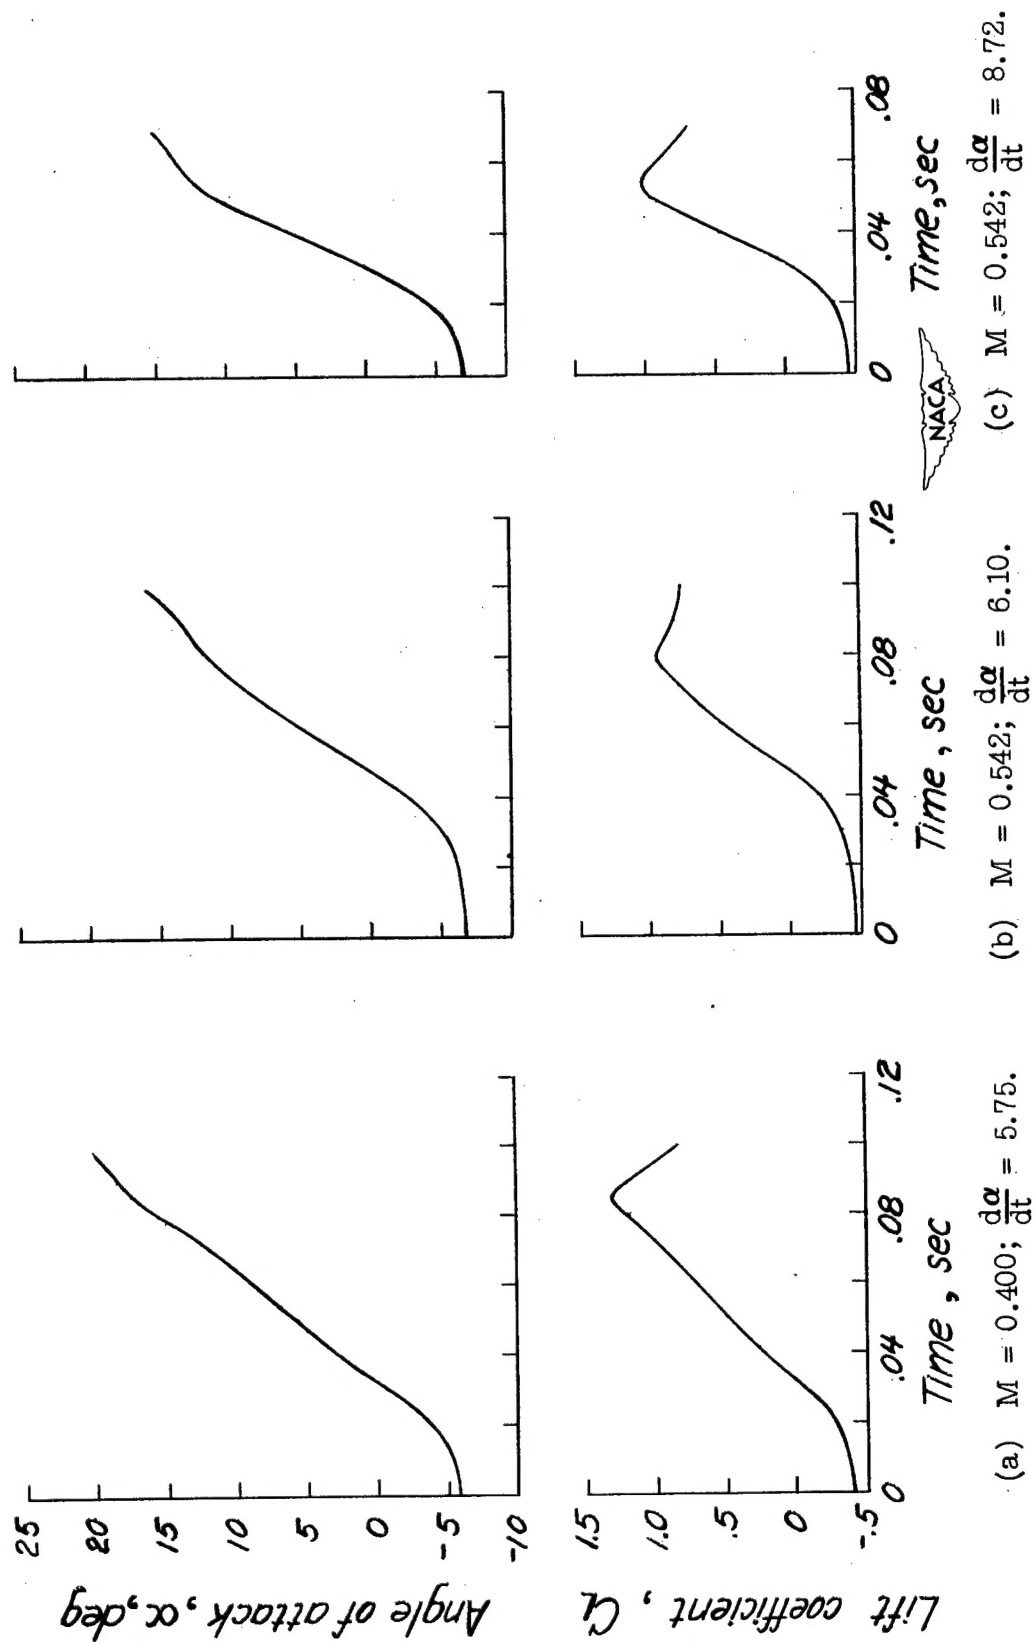 Angle of attack, α, deg
25
20
15
10
5
0
-5
-10
Lift coefficient, Cl
1.5
1.0
.5
0
-.5
0 .04 .08 .12
Time, sec
(a) M = 0.400; dα/dt = 5.75.
0 .04 .08 .12
Time, sec
(b) M = 0.542; dα/dt = 6.10.
0 .04 .08
Time, sec
NACA
(c) M = 0.542; dα/dt = 8.72.